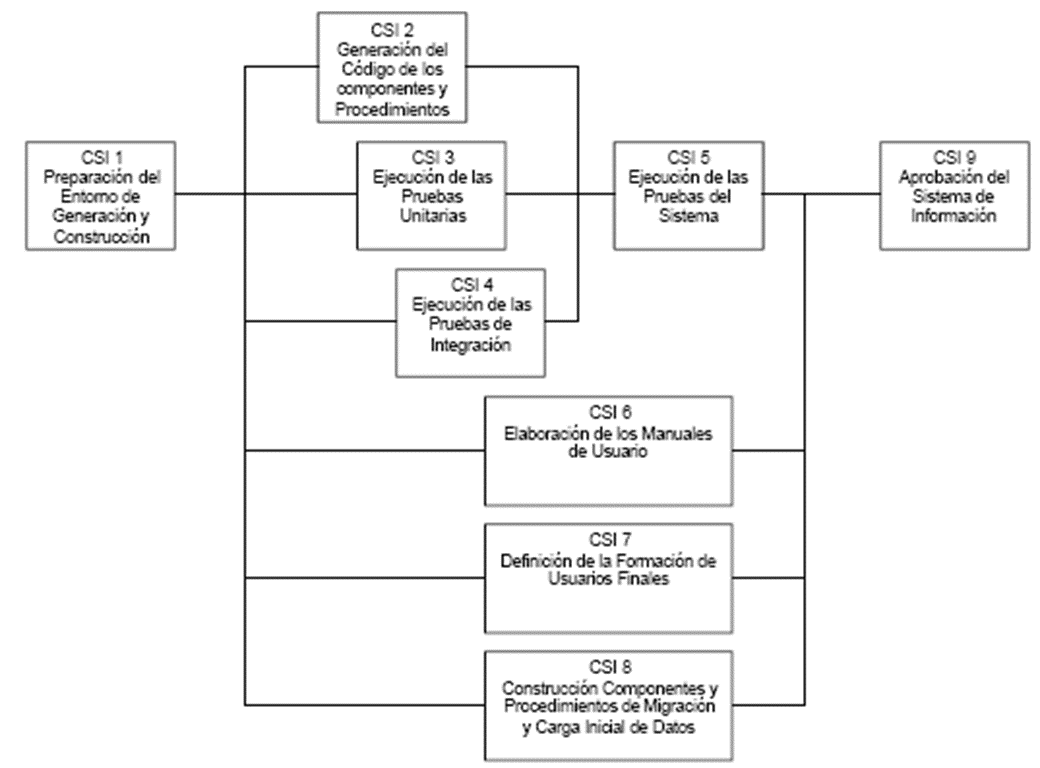 CSI 2
Generación del
Código de los
componentes y
Procedimientos
CSI 1
Preparación del
Entorno de
Generación y
Construcción
CSI 3
Ejecución de las
Pruebas
Unitarias
CSI 5
Ejecución de las
Pruebas del
Sistema
CSI 9
Aprobación del
Sistema de
Información
CSI 4
Ejecución de las
Pruebas de
Integración
CSI 6
Elaboración de los Manuales
de Usuario
CSI 7
Definición de la Formación de
Usuarios Finales
CSI 8
Construcción Componentes y
Procedimientos de Migración
y Carga Inicial de Datos